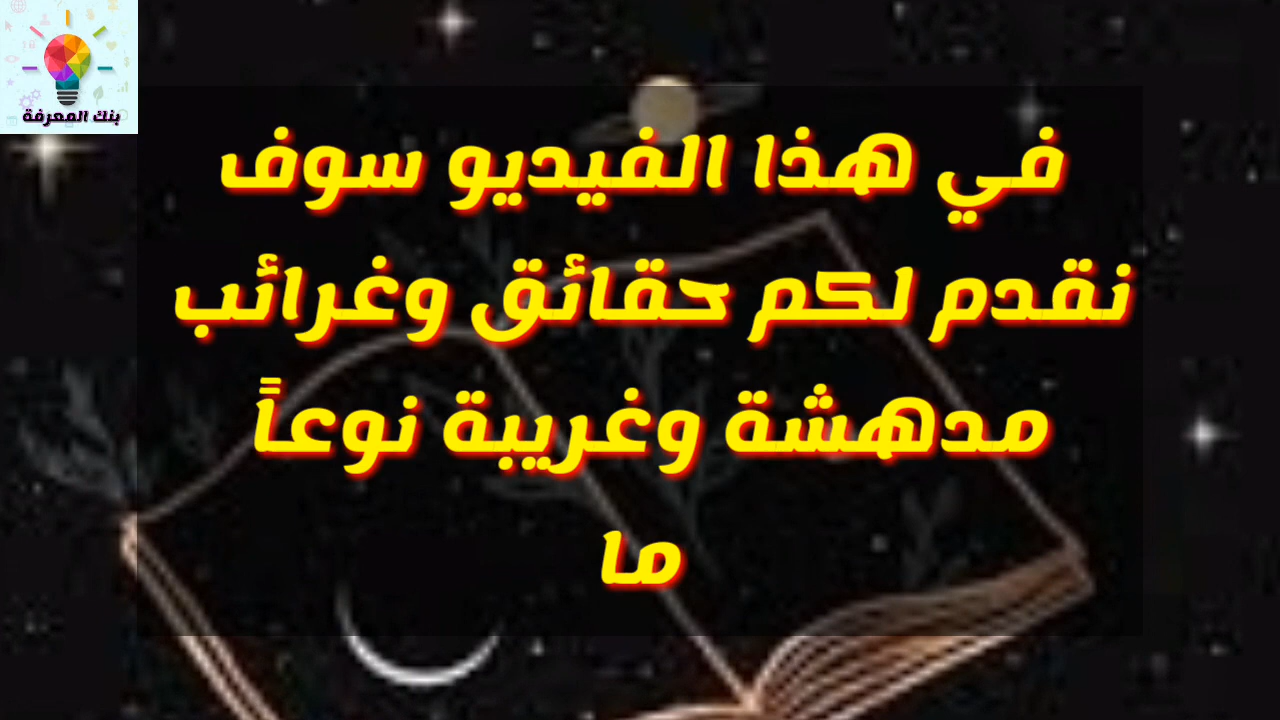 بنك المعرفة
في هذا الفيديو سوف
نقدم لكم حقائق وغرائب
مدهشة وغريبة نوعاً
ما